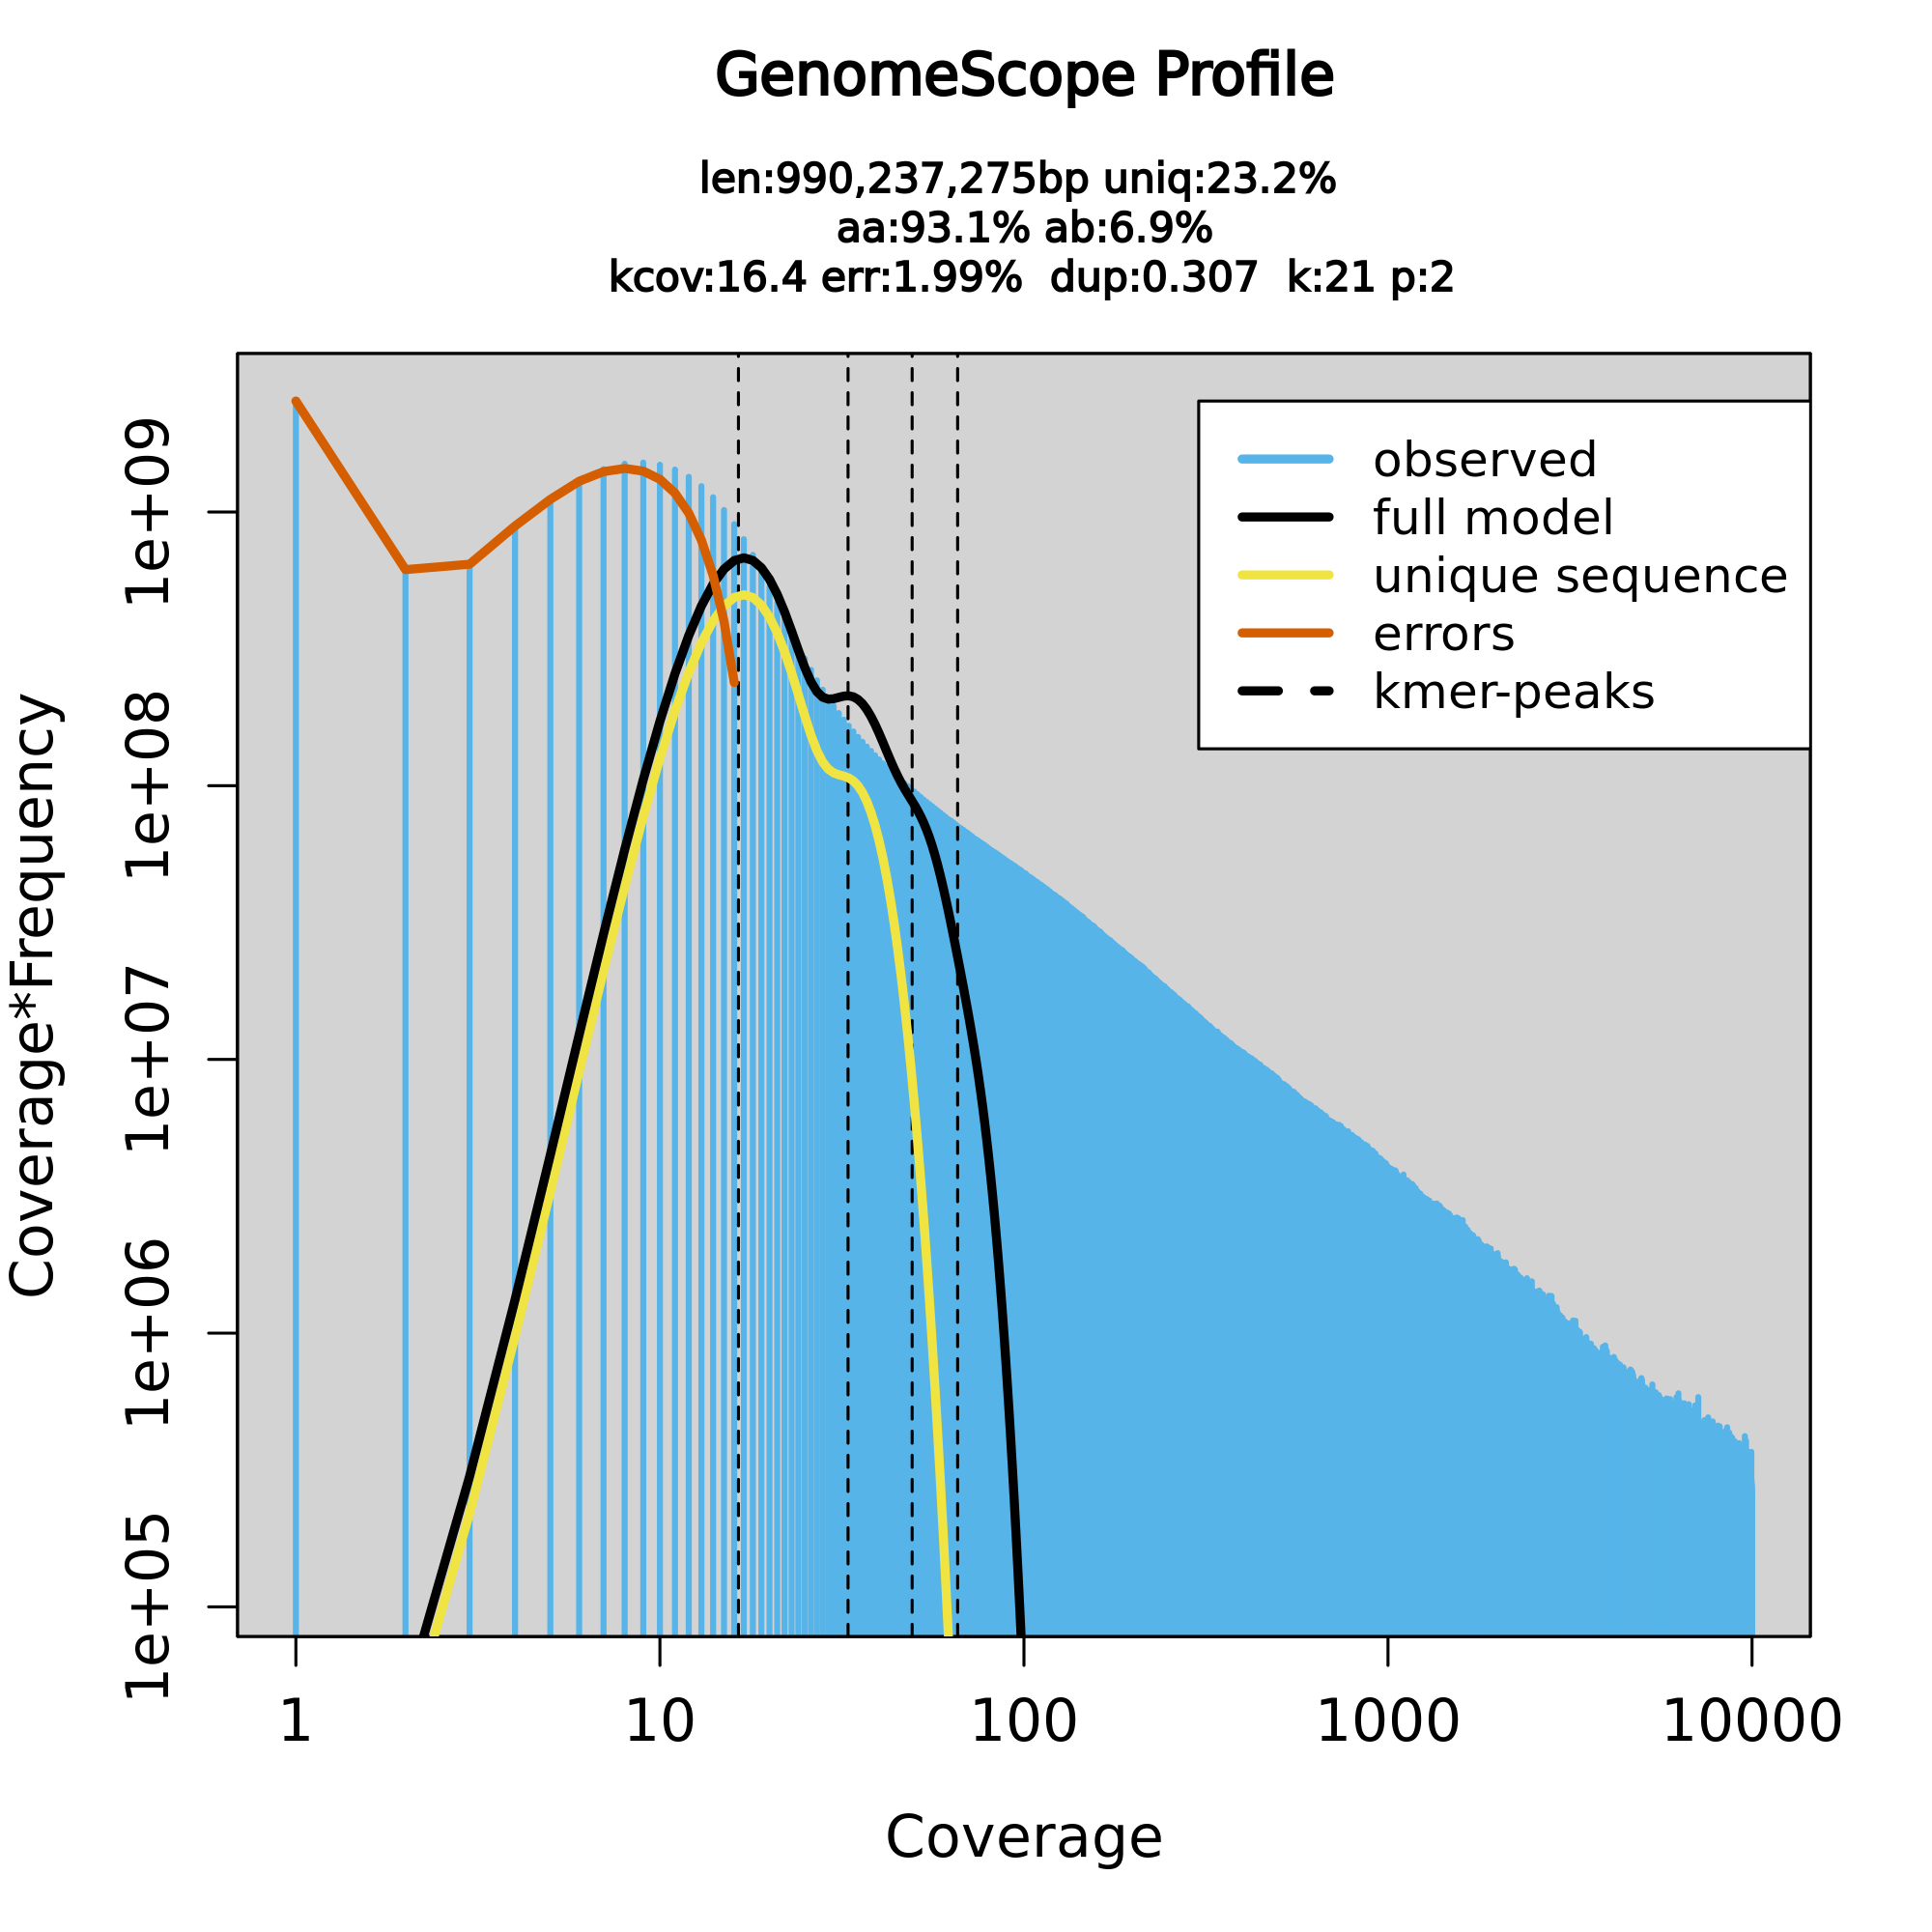 GenomeScope Profile
len:990,237,275bp uniq:23.2%
aa:93.1% ab:6.9%
kcov:16.4 err:1.99% dup:0.307 k:21 p:2
observed
full model
unique sequence
errors
kmer-peaks
Coverage*Frequency
1e+09
1e+08
1e+07
1e+06
1e+05
1 10 100 1000 10000
Coverage